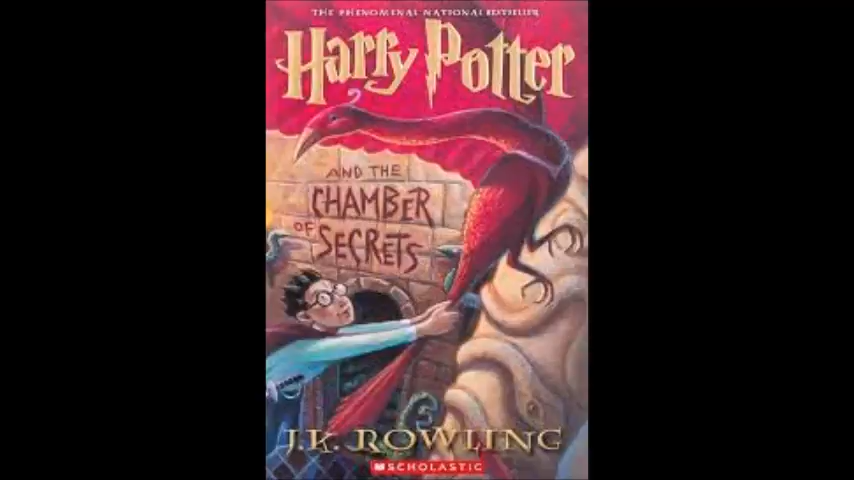 THE PHENOMENAL NATIONAL BESTSELLER
Harry Potter
AND THE
CHAMBER
OF SECRETS
J.K. ROWLING
SCHOLASTIC